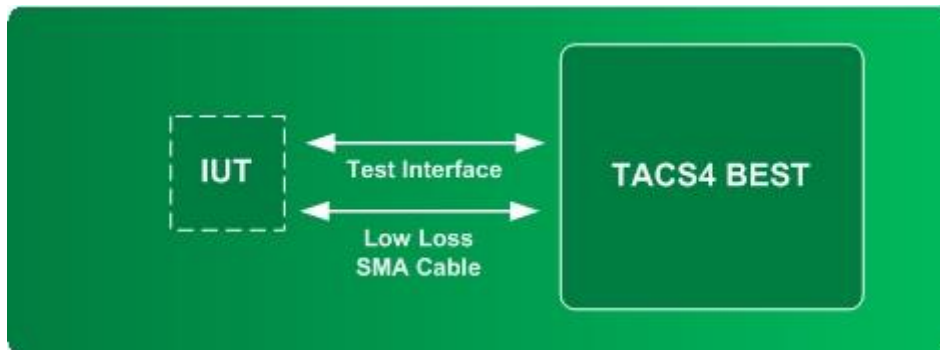 IUT
Test Interface
Low Loss
SMA Cable
TACS4 BEST